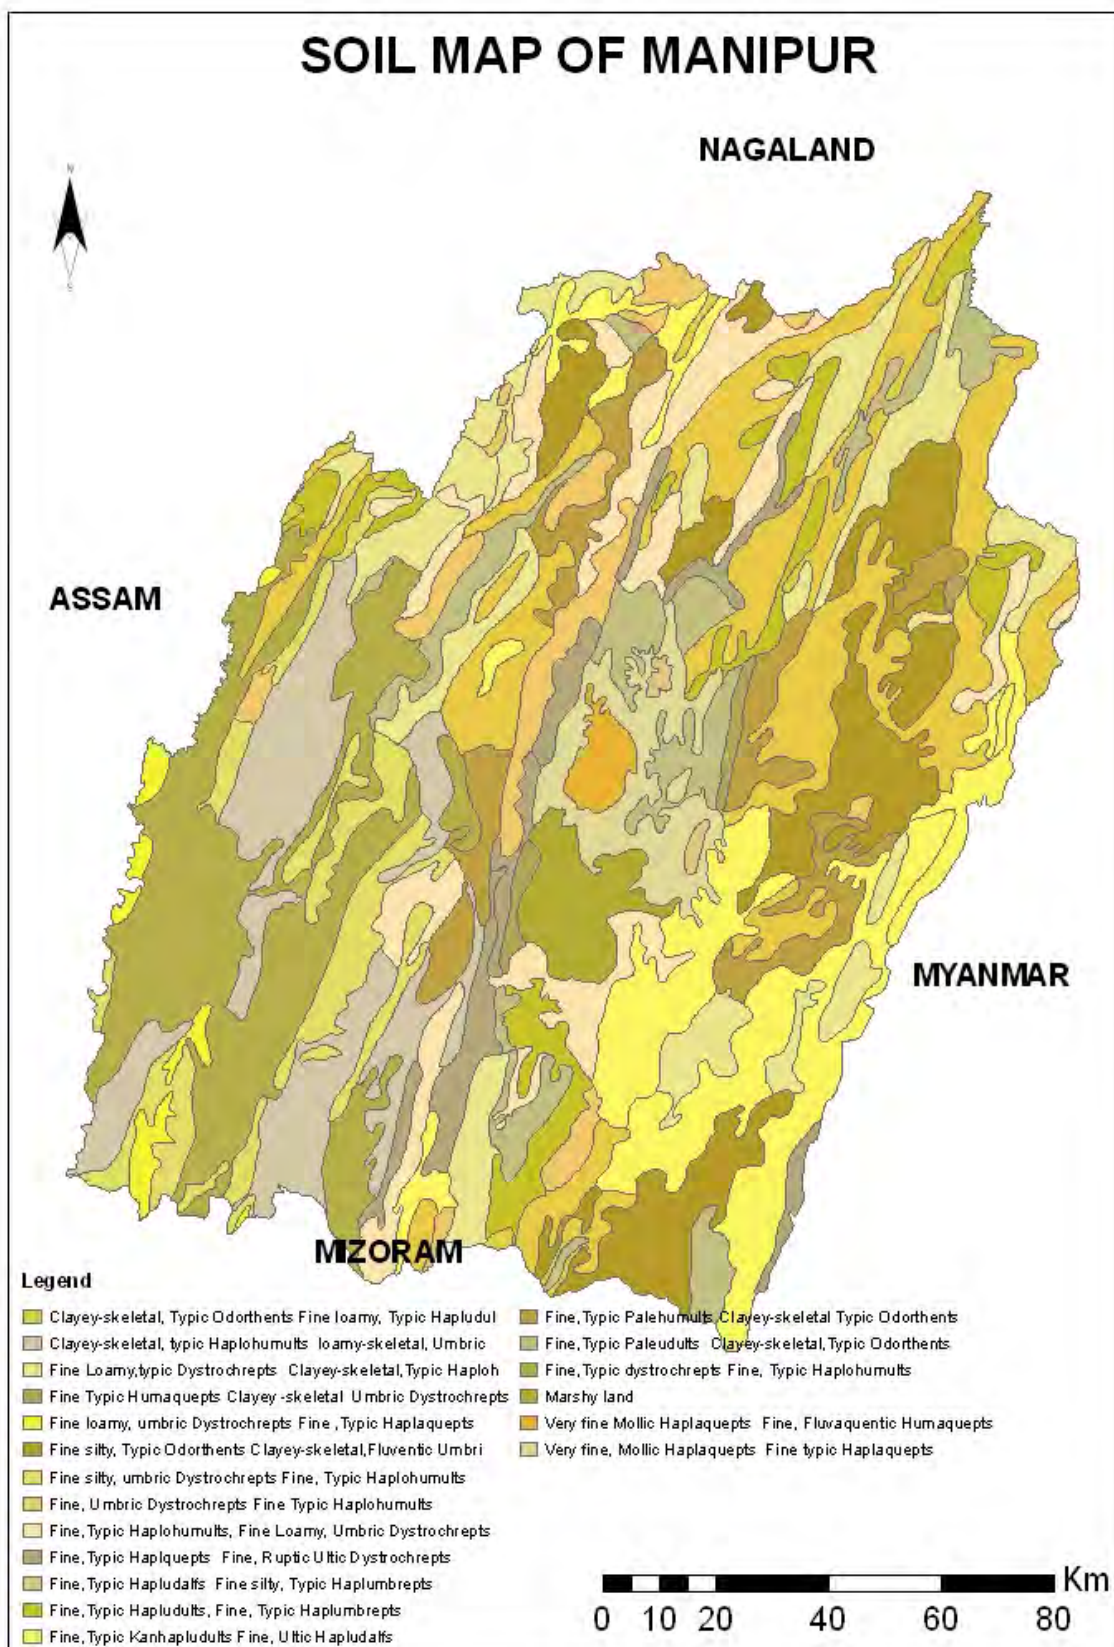 SOIL MAP OF MANIPUR
NAGALAND
N
S
ASSAM
MYANMAR
MIZORAM
Legend
Clayey-skeletal, Typic Odorthents Fine loamy, Typic Hapludul
Clayey-skeletal, typic Haplohumults loamy-skeletal, Umbric
Fine Loamy,typic Dystrochrepts Clayey-skeletal,Typic Haploh
Fine Typic Humaquepts Clayey -skeletal Umbric Dystrochrepts
Fine loamy, umbric Dystrochrepts Fine ,Typic Haplaquepts
Fine silty, Typic Odorthents Clayey-skeletal,Fluventic Umbri
Fine silty, umbric Dystrochrepts Fine, Typic Haplohumults
Fine, Umbric Dystrochrepts Fine Typic Haplohumults
Fine,Typic Haplohumults, Fine Loamy, Umbric Dystrochrepts
Fine,Typic Haplquepts Fine, Ruptic Ultic Dystrochrepts
Fine,Typic Hapludalfs Fine silty, Typic Haplumbrepts
Fine,Typic Hapludults, Fine, Typic Haplumbrepts
Fine,Typic Kanhapludults Fine, Ultic Hapludalfs
Fine,Typic Palehumults Clayey-skeletal Typic Odorthents
Fine,Typic Paleudults Clayey-skeletal,Typic Odorthents
Fine,Typic dystrochrepts Fine, Typic Haplohumults
Marshy land
Very fine Mollic Haplaquepts Fine, Fluvaquentic Humaquepts
Very fine, Mollic Haplaquepts Fine typic Haplaquepts
Km
0 10 20 40 60 80